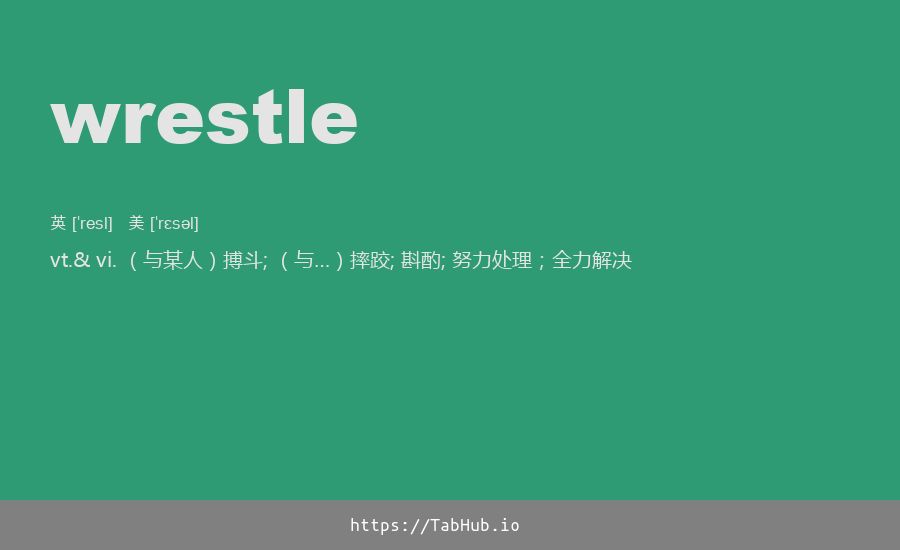 wrestle
英 [ˈresl] 美 [ˈrɛsəl]
vt.& vi. （与某人）搏斗; （与…）摔跤; 斟酌; 努力处理；全力解决
https://TabHub.io